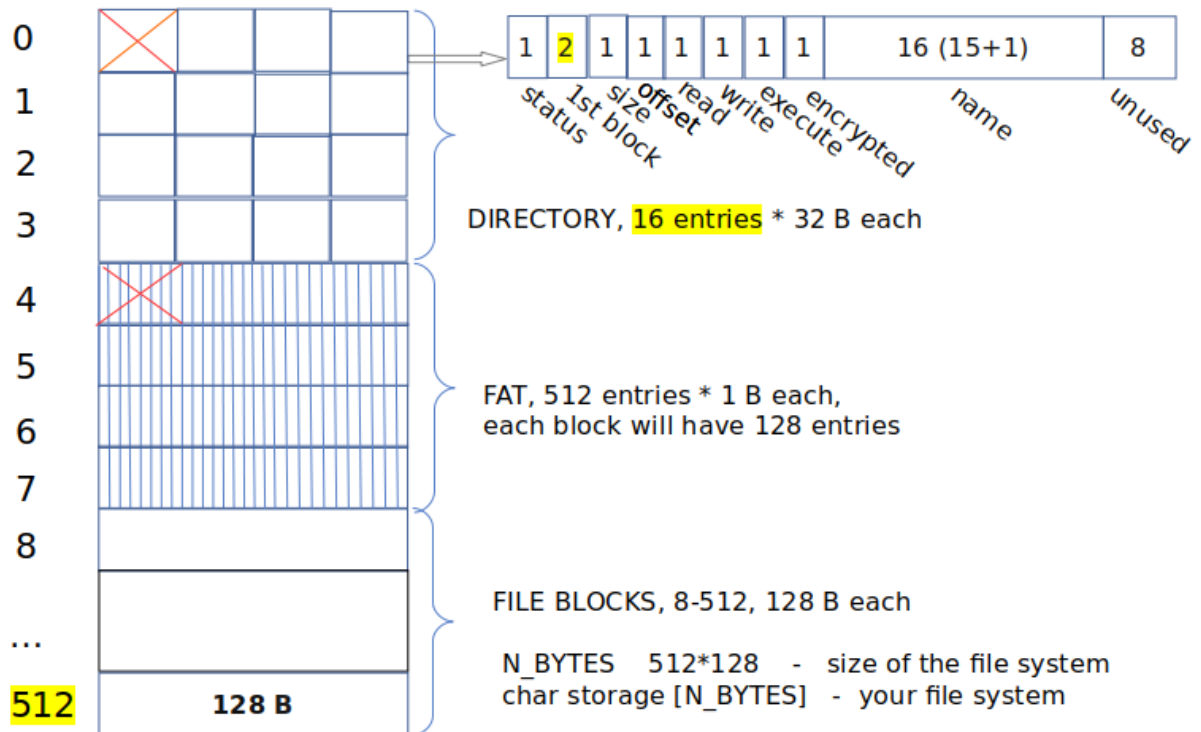 0
1 2 1 1 1 1 1 1 16 (15+1) 8
status 1st block size offset read write execute encrypted name unused
1
2
3
DIRECTORY, 16 entries * 32 B each
4
5
FAT, 512 entries * 1 B each,
each block will have 128 entries
6
7
8
FILE BLOCKS, 8-512, 128 B each
...
N_BYTES 512*128 - size of the file system
char storage [N_BYTES] - your file system
512
128 B